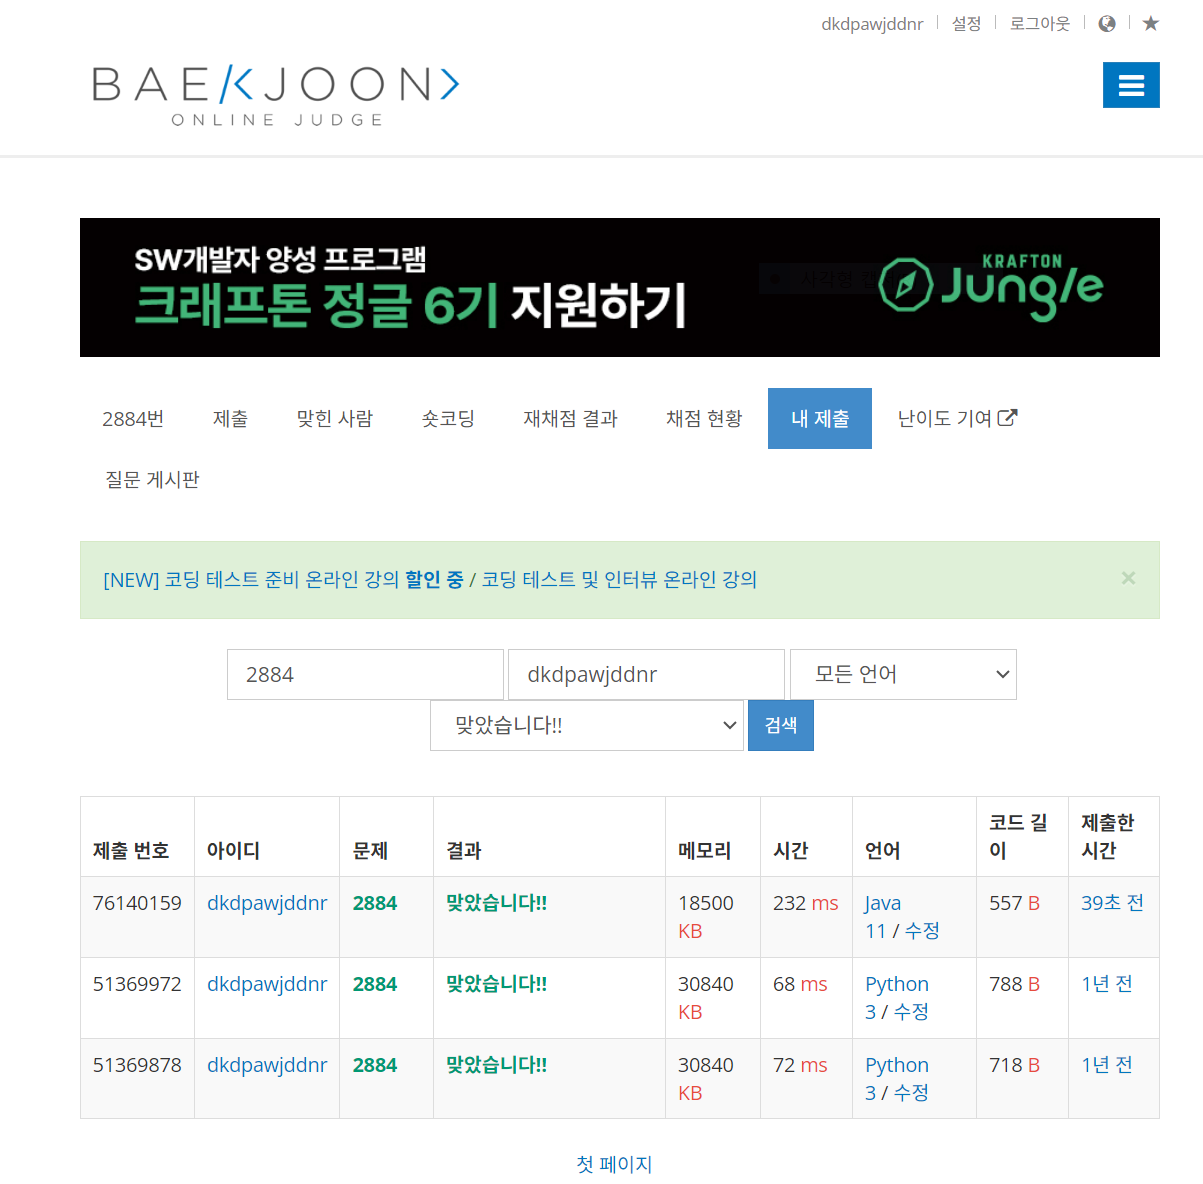 dkdpawjddnr 설정 로그아웃
BAEKJOON
ONLINE JUDGE
SW개발자 양성 프로그램
크래프톤 정글 6기 지원하기
KRAFTON
Jungle
2884번 제출 맞힌 사람 숏코딩 재채점 결과 채점 현황 내 제출 난이도 기여
질문 게시판
[NEW] 코딩 테스트 준비 온라인 강의 할인 중 / 코딩 테스트 및 인터뷰 온라인 강의 ×
2884 dkdpawjddnr 모든 언어
맞았습니다!! 검색
제출 번호 아이디 문제 결과 메모리 시간 언어 코드 길이 제출한 시간
76140159 dkdpawjddnr 2884 맞았습니다!! 18500 KB 232 ms Java 11 / 수정 557 B 39초 전
51369972 dkdpawjddnr 2884 맞았습니다!! 30840 KB 68 ms Python 3 / 수정 788 B 1년 전
51369878 dkdpawjddnr 2884 맞았습니다!! 30840 KB 72 ms Python 3 / 수정 718 B 1년 전
첫 페이지